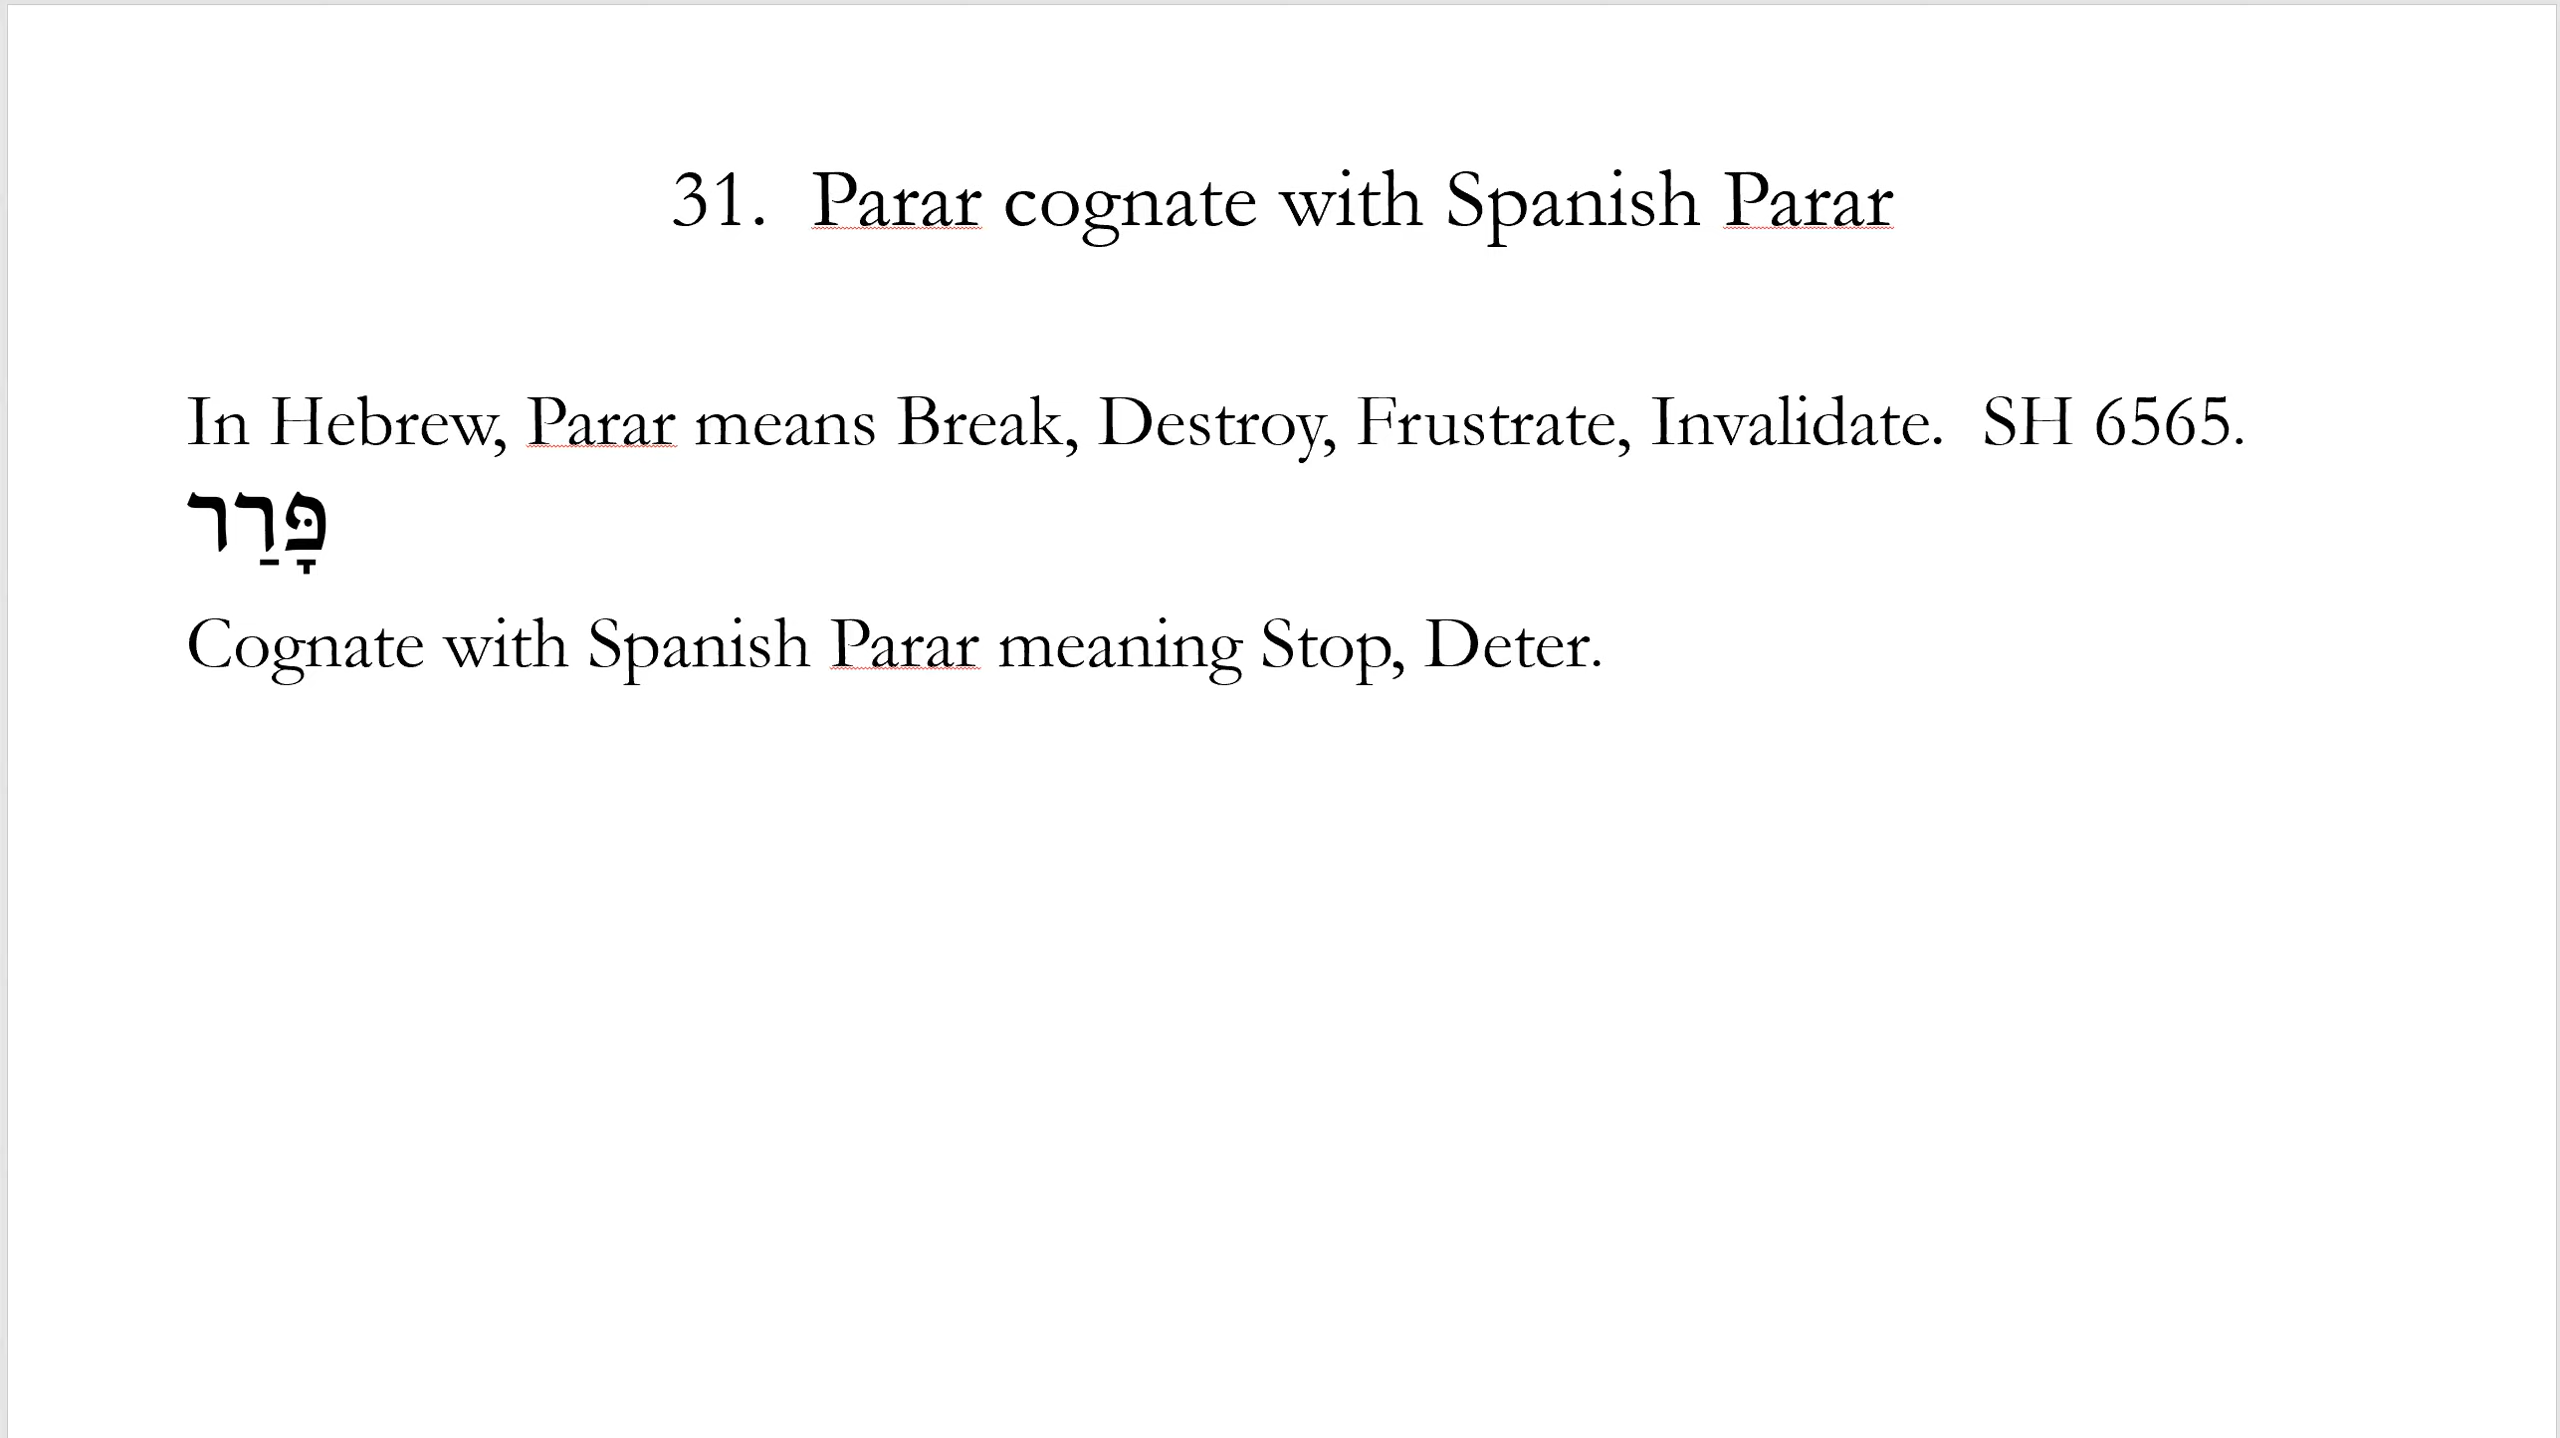 31.  Parar cognate with Spanish Parar
In Hebrew, Parar means Break, Destroy, Frustrate, Invalidate.  SH 6565.
פָּרַר
Cognate with Spanish Parar meaning Stop, Deter.